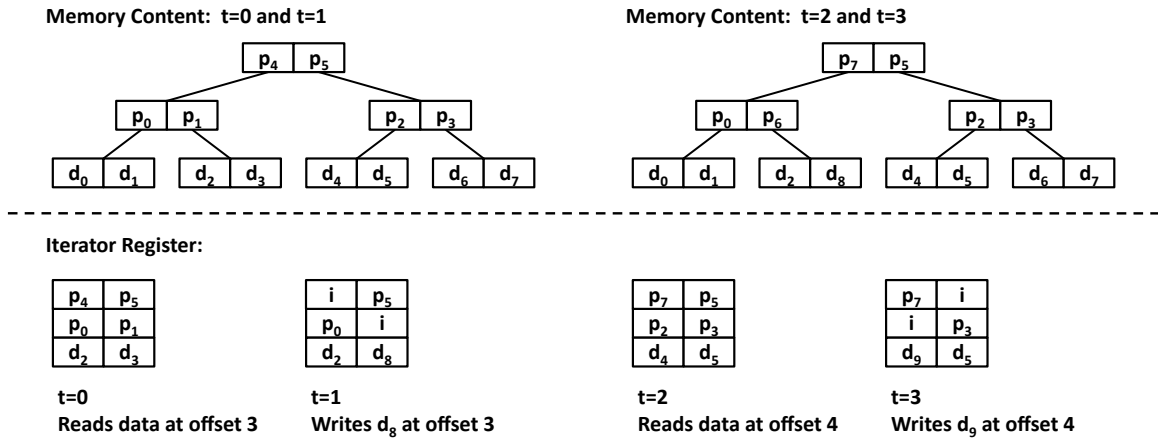 Memory Content: t=0 and t=1
Memory Content: t=2 and t=3
p₄ p₅
p₇ p₅
p₀ p₁ p₂ p₃
p₀ p₆ p₂ p₃
d₀ d₁ d₂ d₃ d₄ d₅ d₆ d₇
d₀ d₁ d₂ d₈ d₄ d₅ d₆ d₇
Iterator Register:
p₄ p₅
p₀ p₁
d₂ d₃
t=0
Reads data at offset 3
i p₅
p₀ i
d₂ d₈
t=1
Writes d₈ at offset 3
p₇ p₅
p₂ p₃
d₄ d₅
t=2
Reads data at offset 4
p₇ i
i p₃
d₉ d₅
t=3
Writes d₉ at offset 4